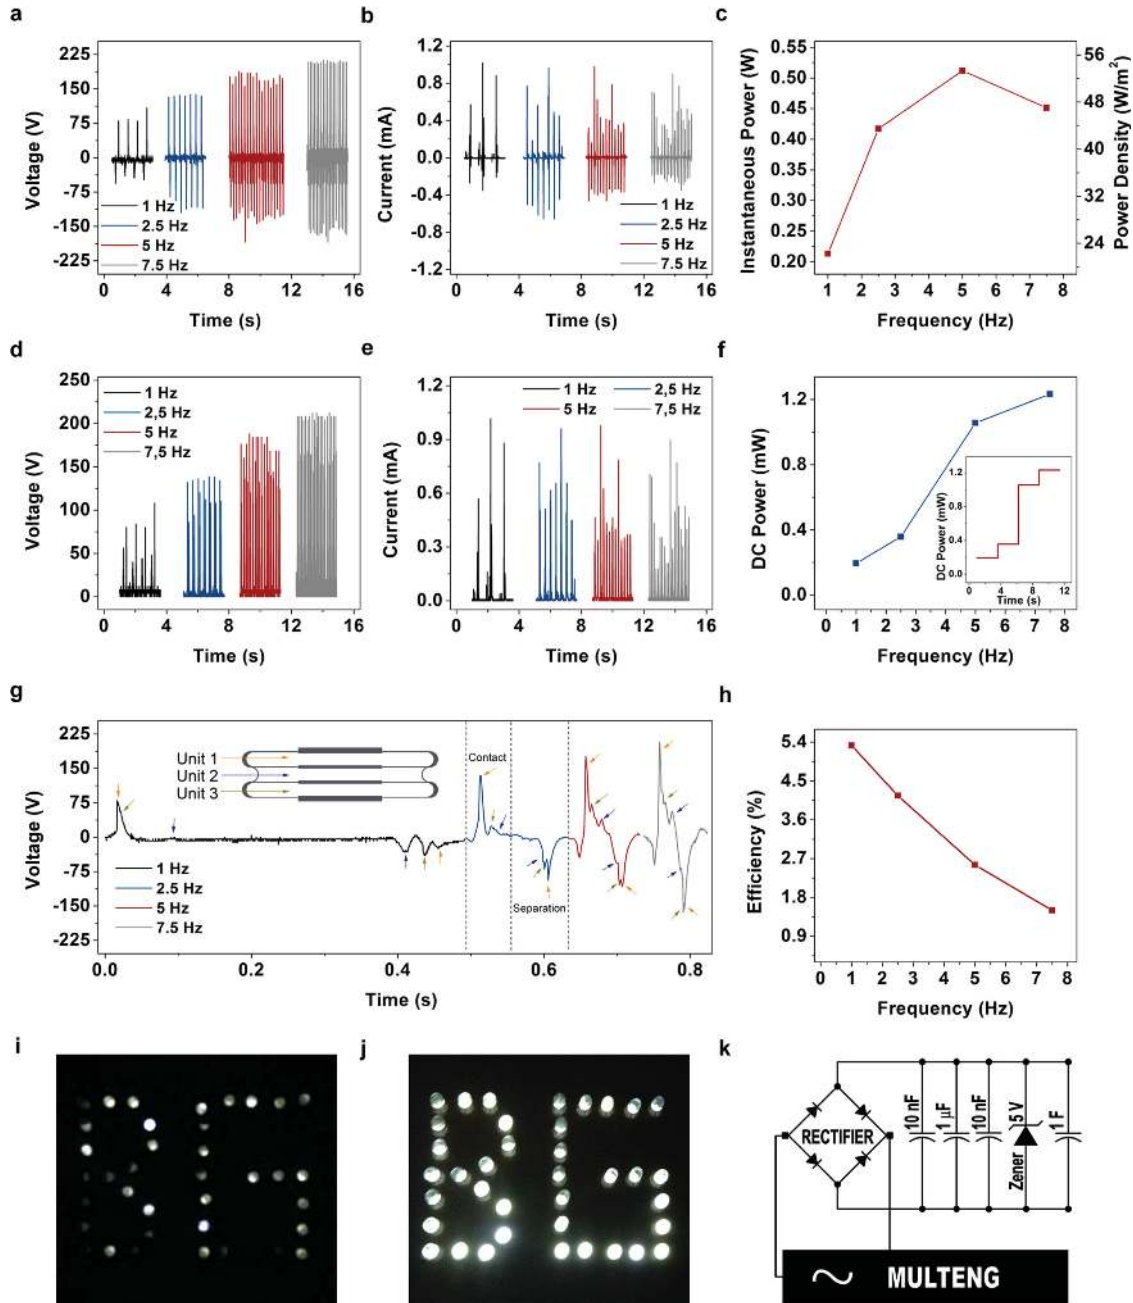 a
Voltage (V)
225
150
75
0
-75
-150
-225
1 Hz
2.5 Hz
5 Hz
7.5 Hz
0 4 8 12 16
Time (s)
b
Current (mA)
1.2
0.8
0.4
0.0
-0.4
-0.8
-1.2
1 Hz
2.5 Hz
5 Hz
7.5 Hz
0 4 8 12 16
Time (s)
c
Instantaneous Power (W)
0.55
0.50
0.45
0.40
0.35
0.30
0.25
0.20
56
48
40
32
24
Power Density (W/m²)
1 2 3 4 5 6 7 8
Frequency (Hz)
d
Voltage (V)
250
200
150
100
50
0
1 Hz
2,5 Hz
5 Hz
7,5 Hz
0 4 8 12 16
Time (s)
e
Current (mA)
1.2
0.9
0.6
0.3
0.0
1 Hz 2,5 Hz
5 Hz 7,5 Hz
0 4 8 12 16
Time (s)
f
DC Power (mW)
1.2
0.8
0.4
0.0
DC Power (mW)
1.2
0.8
0.4
0.0
0 4 8 12
Time (s)
0 1 2 3 4 5 6 7 8
Frequency (Hz)
g
Voltage (V)
225
150
75
0
-75
-150
-225
Unit 1
Unit 2
Unit 3
Contact
Separation
1 Hz
2.5 Hz
5 Hz
7.5 Hz
0.0 0.2 0.4 0.6 0.8
Time (s)
h
Efficiency (%)
5.4
4.5
3.6
2.7
1.8
0.9
0 1 2 3 4 5 6 7 8
Frequency (Hz)
i
j
BG
k
RECTIFIER
10 nF
1 µF
10 nF
Zener 5 V
1 F
MULTENG